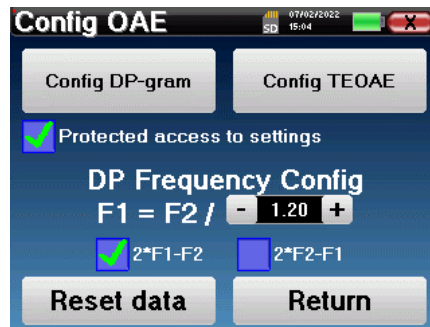 Config OAE SD 07/02/2022 X
15:04
Config DP-gram Config TEOAE
Protected access to settings
DP Frequency Config
F1 = F2 / - 1.20 +
2*F1-F2 2*F2-F1
Reset data Return